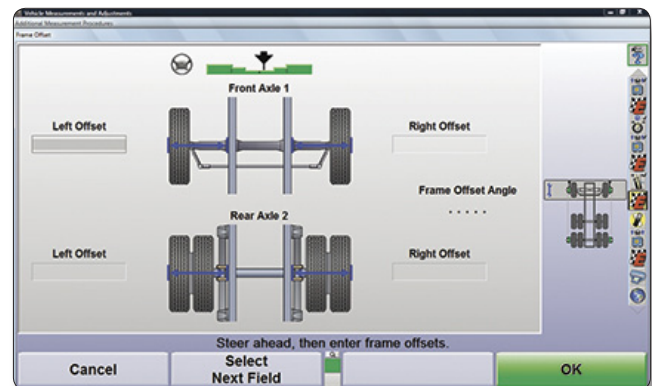 Vehicle Measurements and Adjustments
Additional Measurement Procedures
Frame Offset
Front Axle 1
Left Offset
Right Offset
Frame Offset Angle
- - - - -
Rear Axle 2
Left Offset
Right Offset
Steer ahead, then enter frame offsets.
Cancel
Select
Next Field
OK